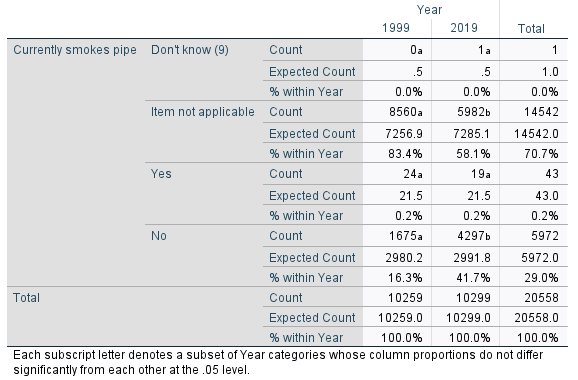 Year
1999 2019 Total
Currently smokes pipe Don't know (9) Count 0a 1a 1
Expected Count .5 .5 1.0
% within Year 0.0% 0.0% 0.0%
Item not applicable Count 8560a 5982b 14542
Expected Count 7256.9 7285.1 14542.0
% within Year 83.4% 58.1% 70.7%
Yes Count 24a 19a 43
Expected Count 21.5 21.5 43.0
% within Year 0.2% 0.2% 0.2%
No Count 1675a 4297b 5972
Expected Count 2980.2 2991.8 5972.0
% within Year 16.3% 41.7% 29.0%
Total Count 10259 10299 20558
Expected Count 10259.0 10299.0 20558.0
% within Year 100.0% 100.0% 100.0%
Each subscript letter denotes a subset of Year categories whose column proportions do not differ
significantly from each other at the .05 level.